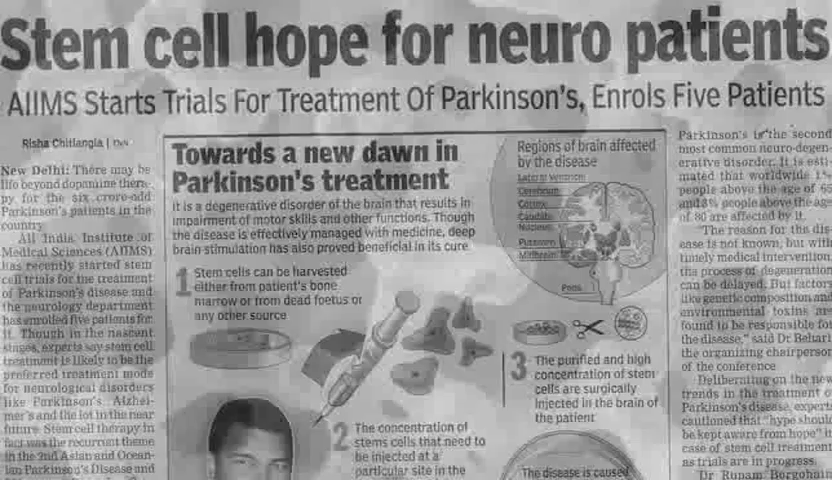 Stem cell hope for neuro patients
AIIMS Starts Trials For Treatment Of Parkinson's, Enrols Five Patients
Risha Chitlangia |
New Delhi: There may be
life beyond dopamine thera-
py for the six crore-odd
Parkinson's patients in the
country.
All India Institute of
Medical Sciences (AIIMS)
has recently started stem
cell trials for the treatment
of Parkinson's disease and
the neurology department
has enrolled five patients for
it. Though in the nascent
stages, experts say stem cell
treatment is likely to be the
preferred treatment mode
for neurological disorders
like Parkinson's, Alzhei-
mer's and the lot in the near
future. Stem cell therapy in
fact was the recurrent theme
in the 2nd Asian and Ocean-
ian Parkinson's Disease and
Towards a new dawn in
Parkinson's treatment
It is a degenerative disorder of the brain that results in
impairment of motor skills and other functions. Though
the disease is effectively managed with medicine, deep
brain stimulation has also proved beneficial in its cure
1 Stem cells can be harvested
either from patient's bone
marrow or from dead foetus or
any other source
2 The concentration of
stems cells that need to
be injected at a
particular site in the
Regions of brain affected
by the disease
Lateral ventricle
Cerebrum
Cortex
Caudate
Nucleus
Putamen
Midbrain
Pons
3 The purified and high
concentration of stem
cells are surgically
injected in the brain of
the patient
The disease is caused
Parkinson's is the second
most common neuro-degen-
erative disorder. It is esti-
mated that worldwide 1%
people above the age of 65
and 3% people above the age
of 80 are affected by it.
"The reason for the dis-
ease is not known, but with
timely medical intervention,
the process of degeneration
can be delayed. But factors
like genetic composition and
environmental toxins are
found to be responsible for
the disease," said Dr Behari,
the organizing chairperson
of the conference.
Deliberating on the new
trends in the treatment of
Parkinson's disease, experts
cautioned that "hype should
be kept aware from hope" in
case of stem cell treatment
as trials are in progress.
Dr Rupam Borgohain